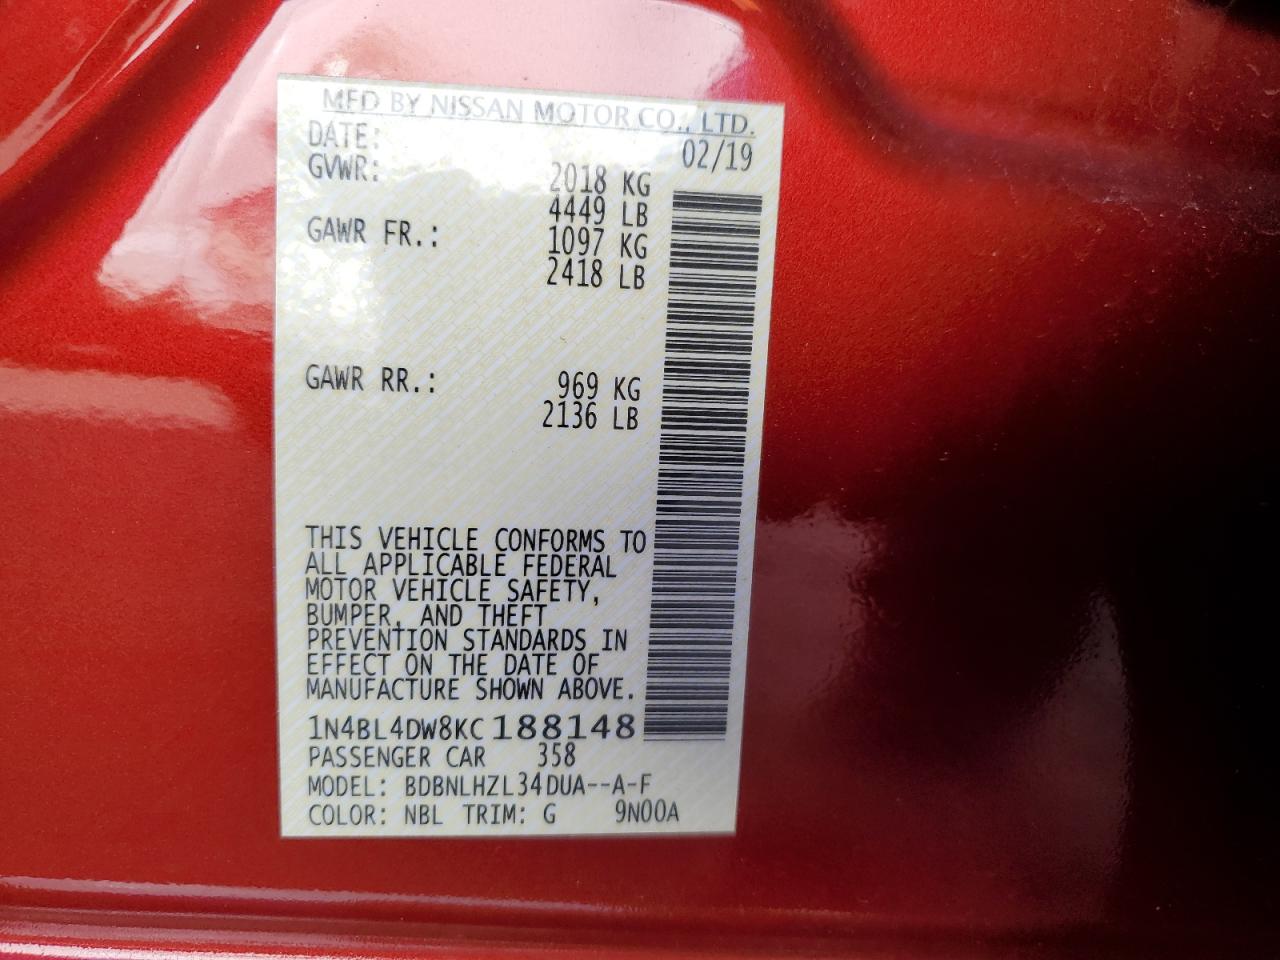 MFD BY NISSAN MOTOR CO., LTD.
DATE: 02/19
GVWR: 2018 KG
4449 LB
GAWR FR.: 1097 KG
2418 LB
GAWR RR.: 969 KG
2136 LB
THIS VEHICLE CONFORMS TO
ALL APPLICABLE FEDERAL
MOTOR VEHICLE SAFETY,
BUMPER, AND THEFT
PREVENTION STANDARDS IN
EFFECT ON THE DATE OF
MANUFACTURE SHOWN ABOVE.
1N4BL4DW8KC188148
PASSENGER CAR 358
MODEL: BDBNLHZL34DUA--A-F
COLOR: NBL TRIM: G 9N00A